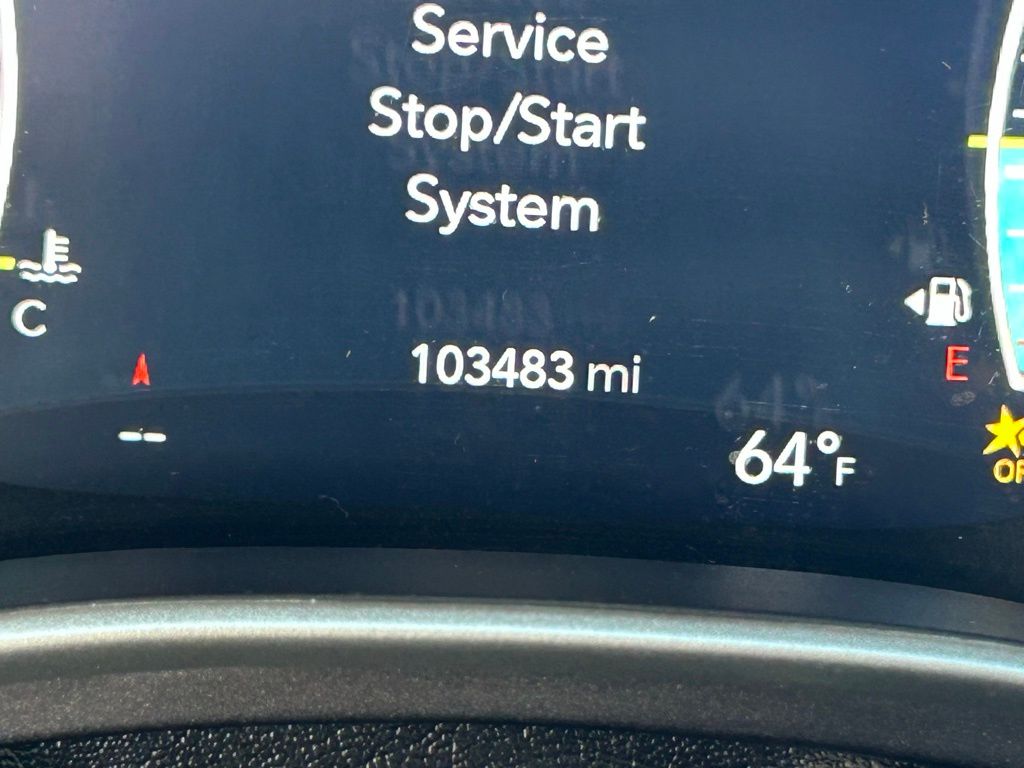 Service
Stop/Start
System
C
103483 mi
E
--
64°F